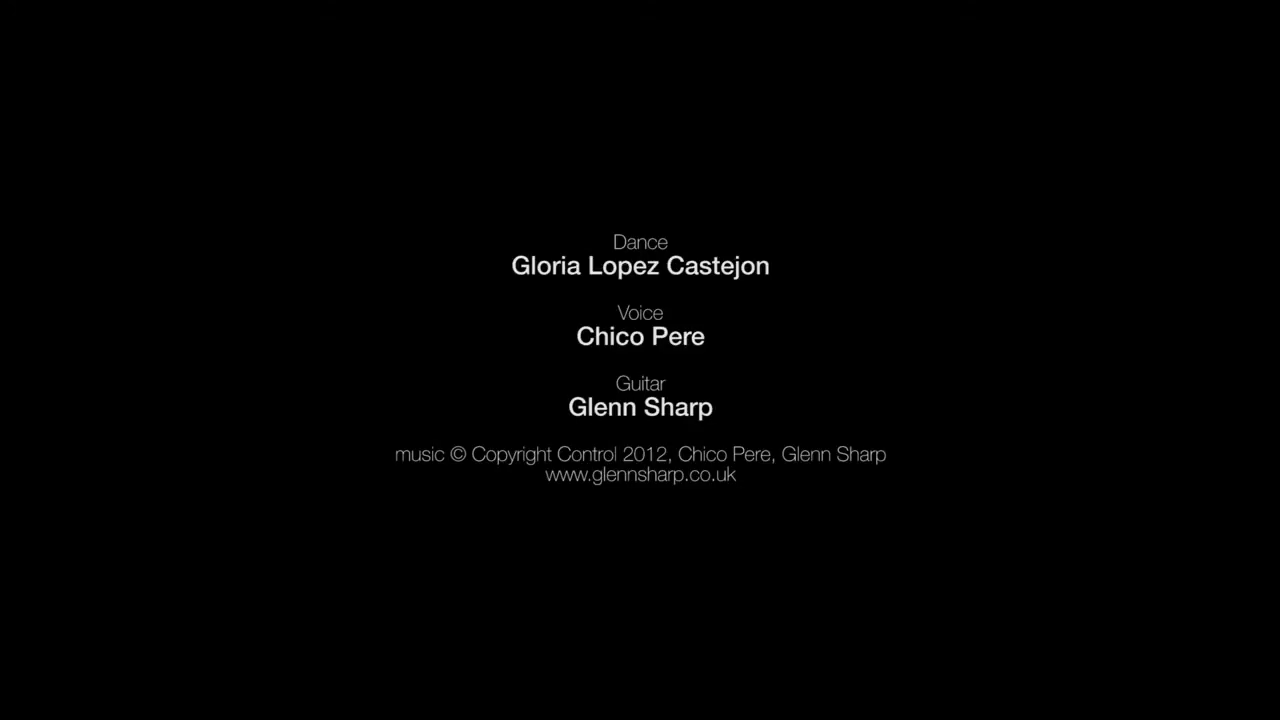 Dance
Gloria Lopez Castejon
Voice
Chico Pere
Guitar
Glenn Sharp
music © Copyright Control 2012, Chico Pere, Glenn Sharp
www.glennsharp.co.uk